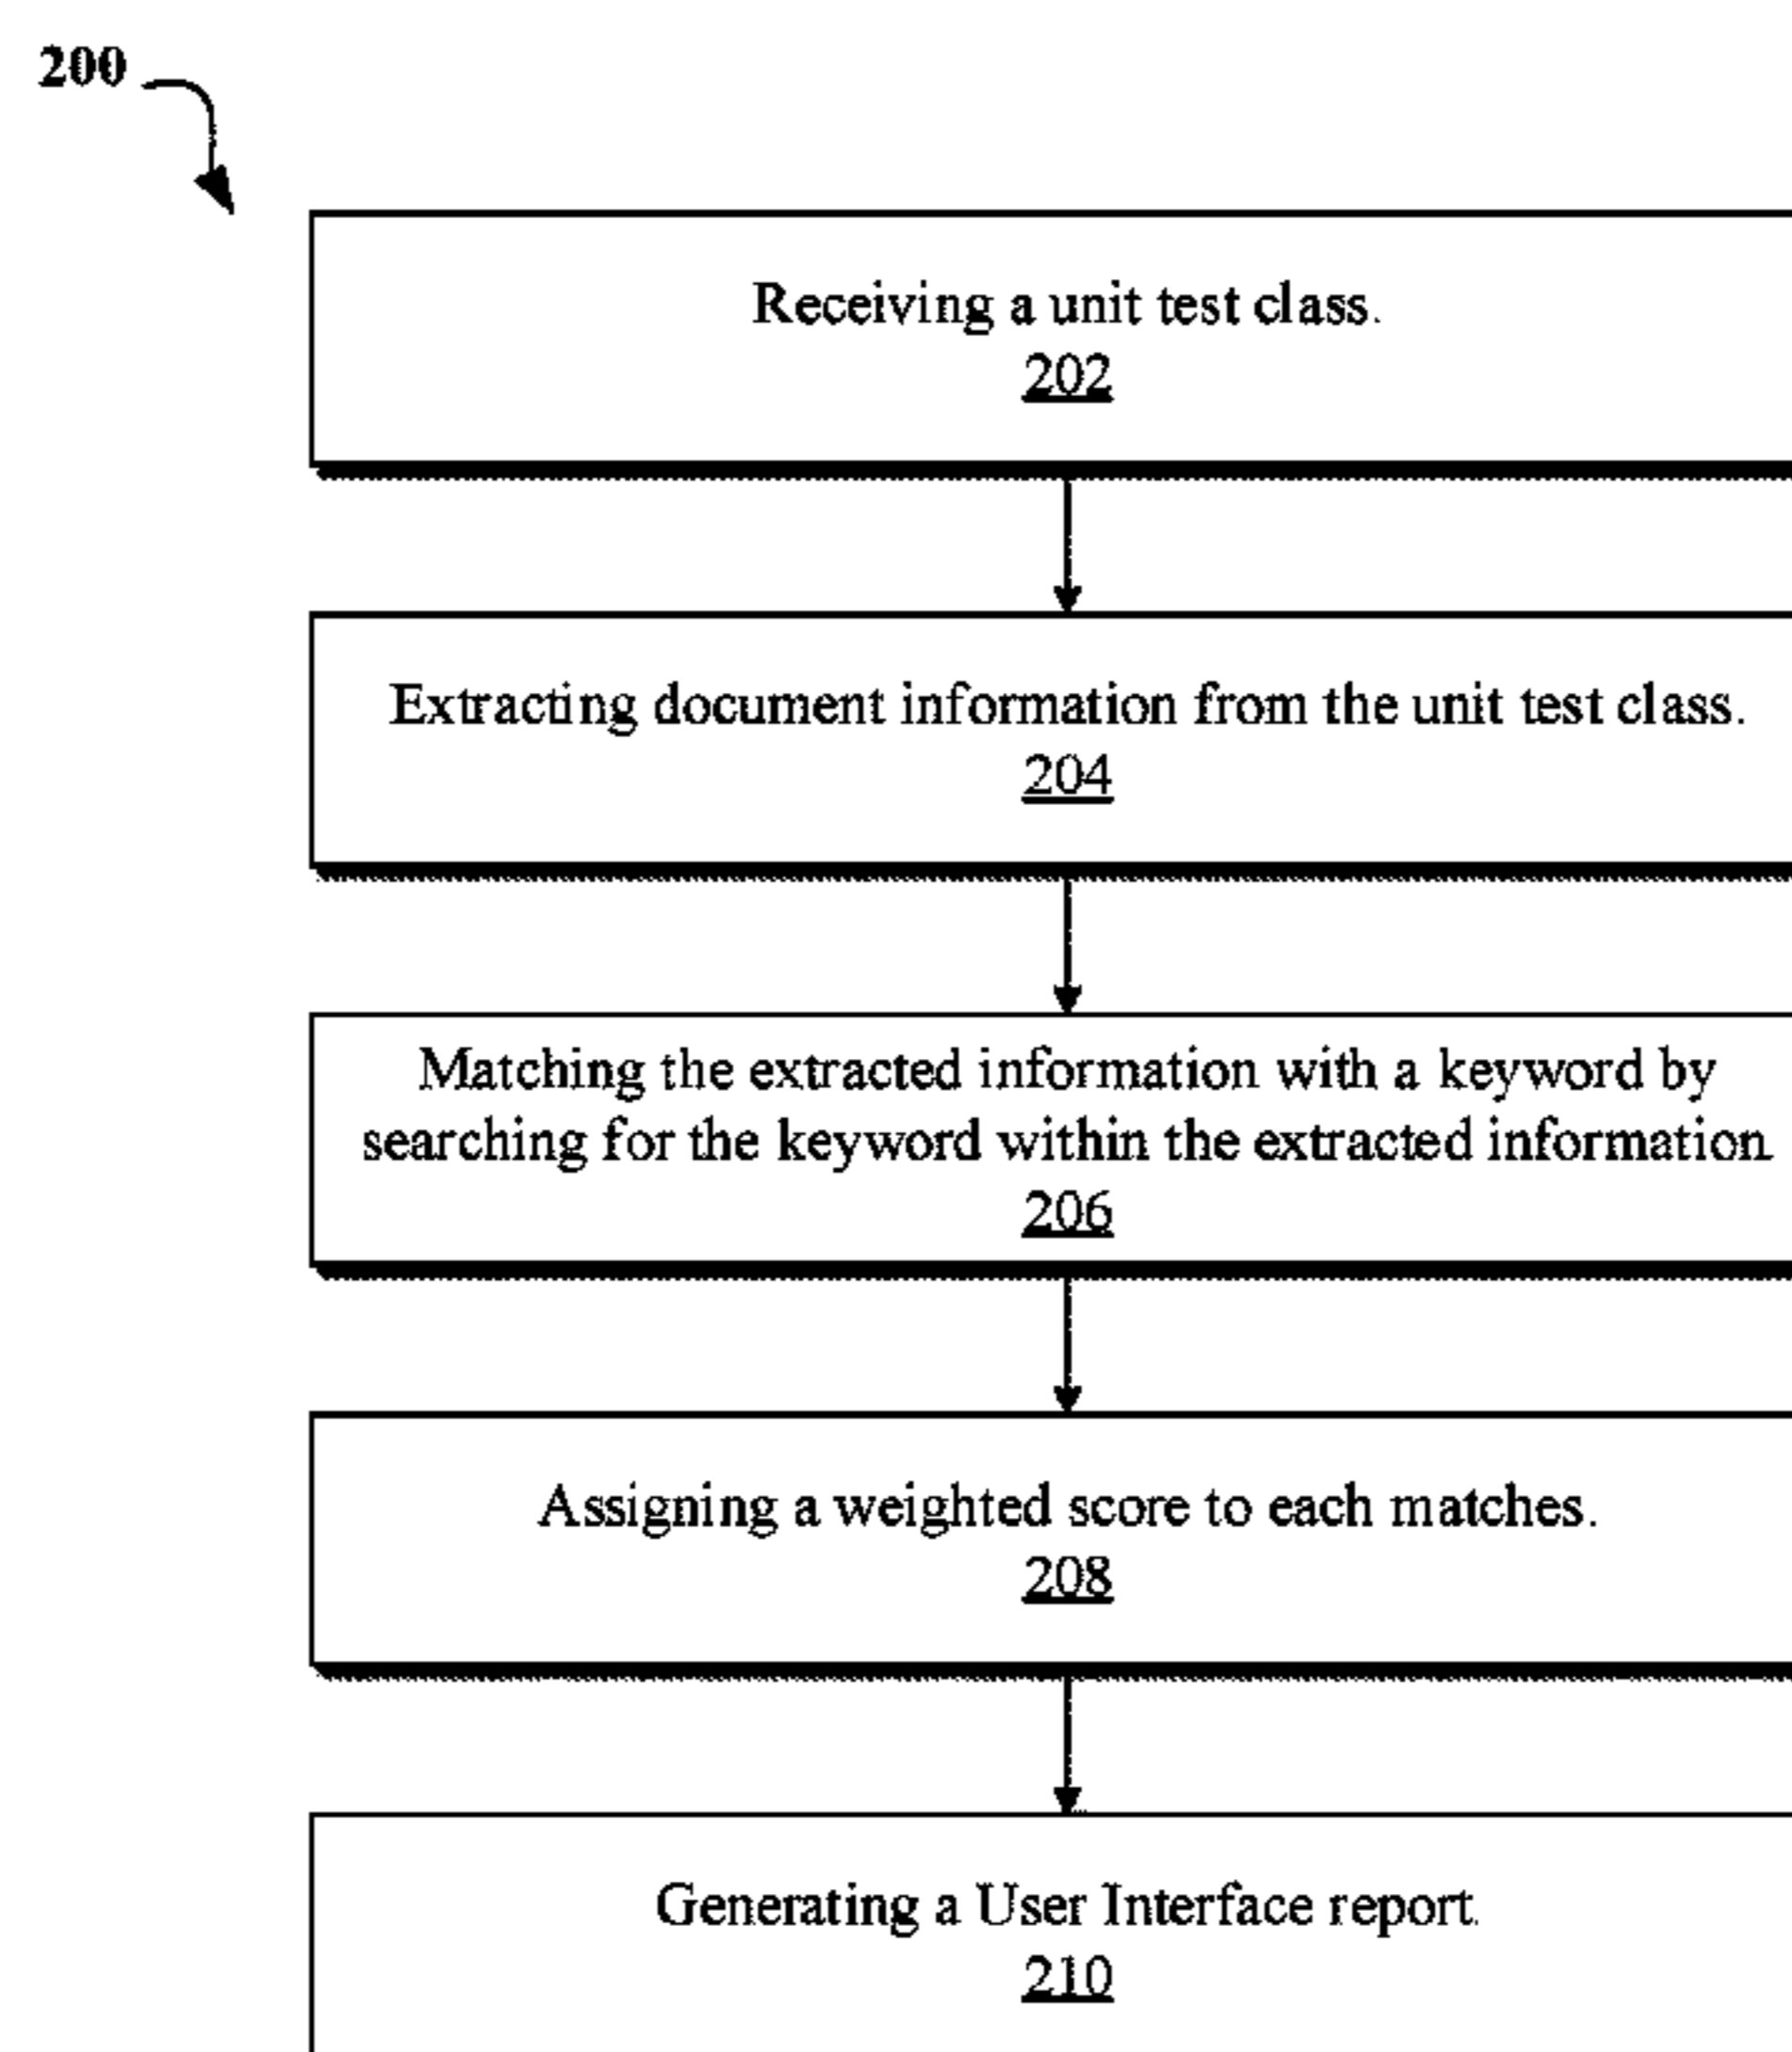 200
Receiving a unit test class.
202
Extracting document information from the unit test class.
204
Matching the extracted information with a keyword by
searching for the keyword within the extracted information.
206
Assigning a weighted score to each matches.
208
Generating a User Interface report.
210